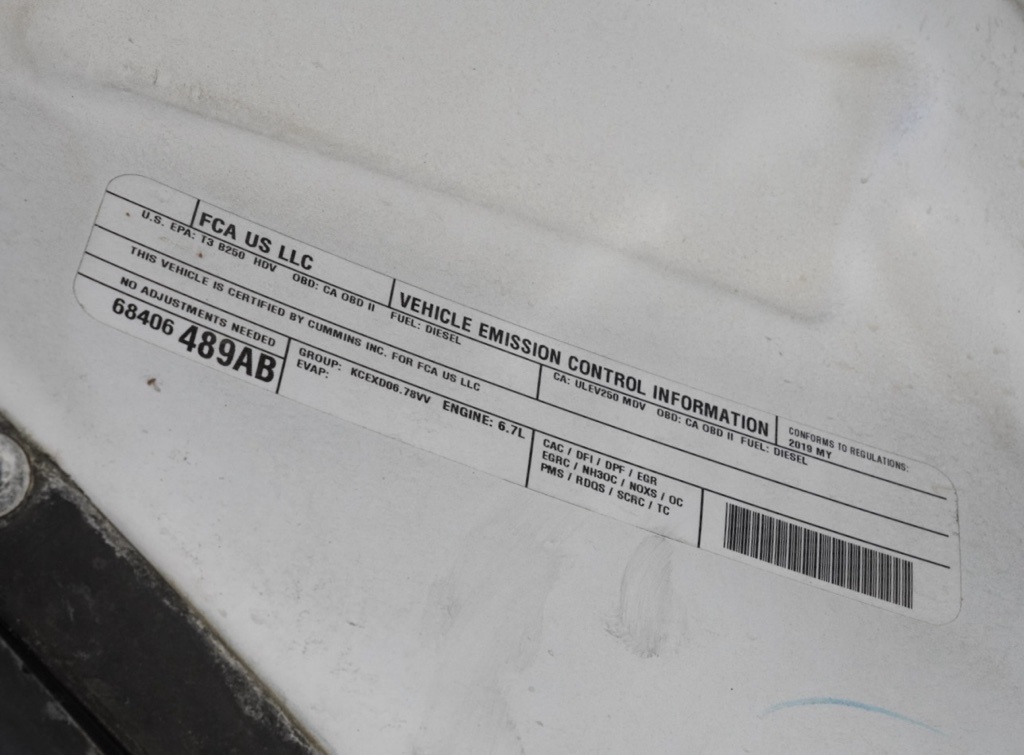 FCA US LLC
VEHICLE EMISSION CONTROL INFORMATION
CONFORMS TO REGULATIONS:
2019 MY
U.S. EPA: T3 B250 HDV OBD: CA OBD II FUEL: DIESEL
CA: ULEV250 MDV OBD: CA OBD II FUEL: DIESEL
THIS VEHICLE IS CERTIFIED BY CUMMINS INC. FOR FCA US LLC
NO ADJUSTMENTS NEEDED
68406 489AB
GROUP: KCEXD06.78VV ENGINE: 6.7L
EVAP:
CAC / DFI / DPF / EGR
EGRC / NH3OC / NOXS / OC
PMS / RDQS / SCRC / TC